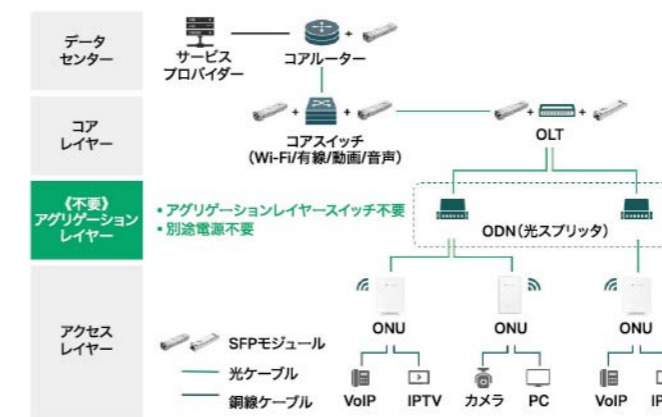 データ
センター
サービス
プロバイダー
+
コアルーター
コア
レイヤー
+ +
コアスイッチ
(Wi-Fi/有線/動画/音声)
+ +
OLT
《不要》
アグリゲーション
レイヤー
• アグリゲーションレイヤースイッチ不要
• 別途電源不要
ODN(光スプリッタ)
アクセス
レイヤー
ONU
ONU
ONU
SFPモジュール
光ケーブル
銅線ケーブル
VoIP
IPTV
カメラ
PC
VoIP